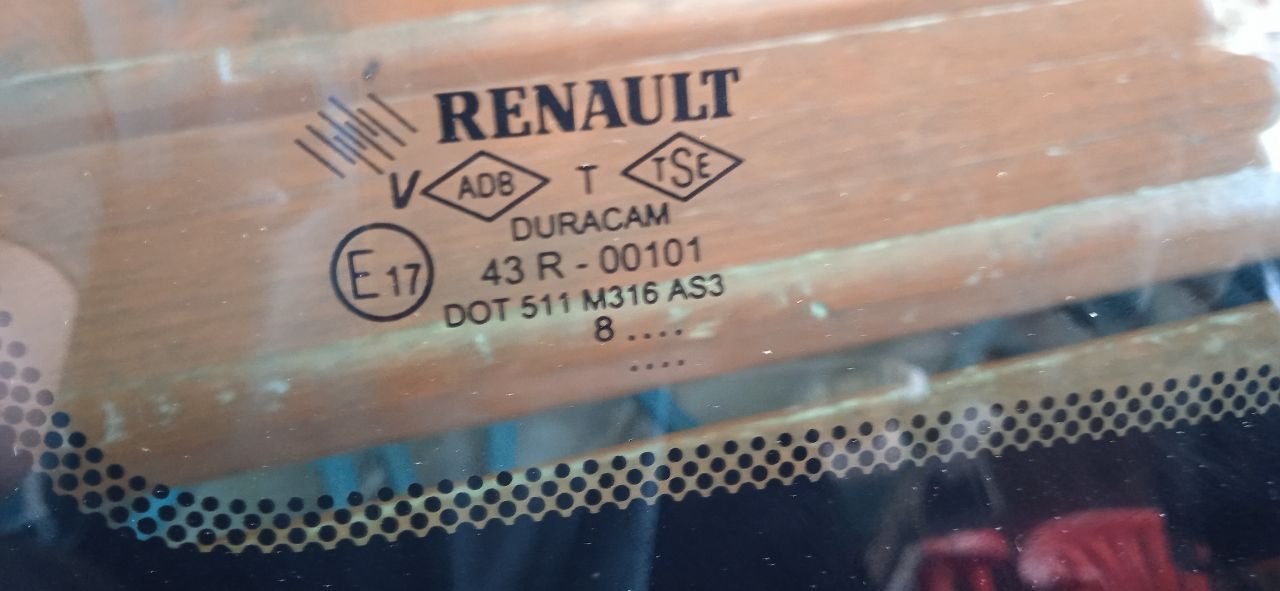 RENAULT
V ADB T TSE
DURACAM
E 17 43 R - 00101
DOT 511 M316 AS3
8 ....
....